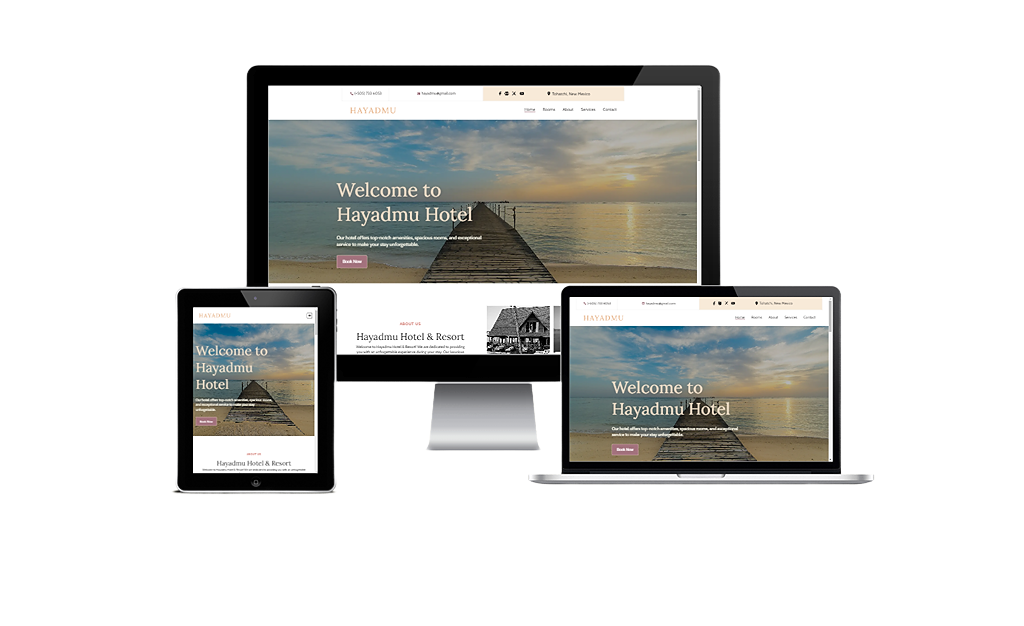 (+505) 753-6058 hayadmu@gmail.com Tohatchi, New Mexico
HAYADMU Home Rooms About Services Contact
Welcome to
Hayadmu Hotel
Our hotel offers top-notch amenities, spacious rooms, and exceptional
service to make your stay unforgettable.
Book Now
ABOUT US
Hayadmu Hotel & Resort
Welcome to Hayadmu Hotel & Resort! We are dedicated to providing
you with an unforgettable experience during your stay. Our luxurious
HAYADMU
Welcome to
Hayadmu
Hotel
Our hotel offers top-notch amenities, spacious rooms,
and exceptional service to make your stay
unforgettable.
Book Now
ABOUT US
Hayadmu Hotel & Resort
(+505) 753-6058 hayadmu@gmail.com Tohatchi, New Mexico
HAYADMU Home Rooms About Services Contact
Welcome to
Hayadmu Hotel
Our hotel offers top-notch amenities, spacious rooms, and exceptional
service to make your stay unforgettable.
Book Now